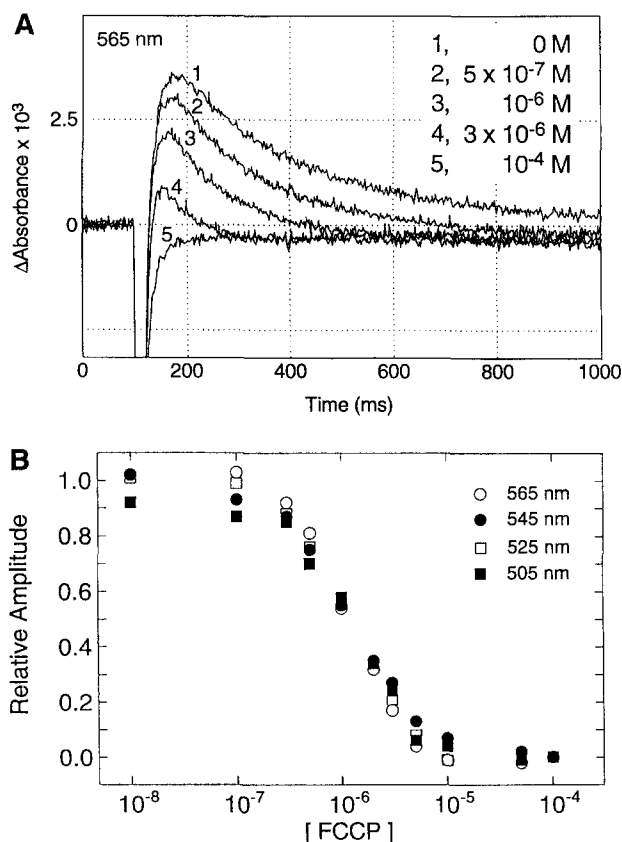 A
565 nm
1, 0 M
2, 5 x 10⁻⁷ M
3, 10⁻⁶ M
4, 3 x 10⁻⁶ M
5, 10⁻⁴ M
1
2
3
4
5
2.5
0
ΔAbsorbance x 10³
0 200 400 600 800 1000
Time (ms)
B
1.0
0.8
0.6
0.4
0.2
0.0
Relative Amplitude
565 nm
545 nm
525 nm
505 nm
10⁻⁸ 10⁻⁷ 10⁻⁶ 10⁻⁵ 10⁻⁴
[ FCCP ]